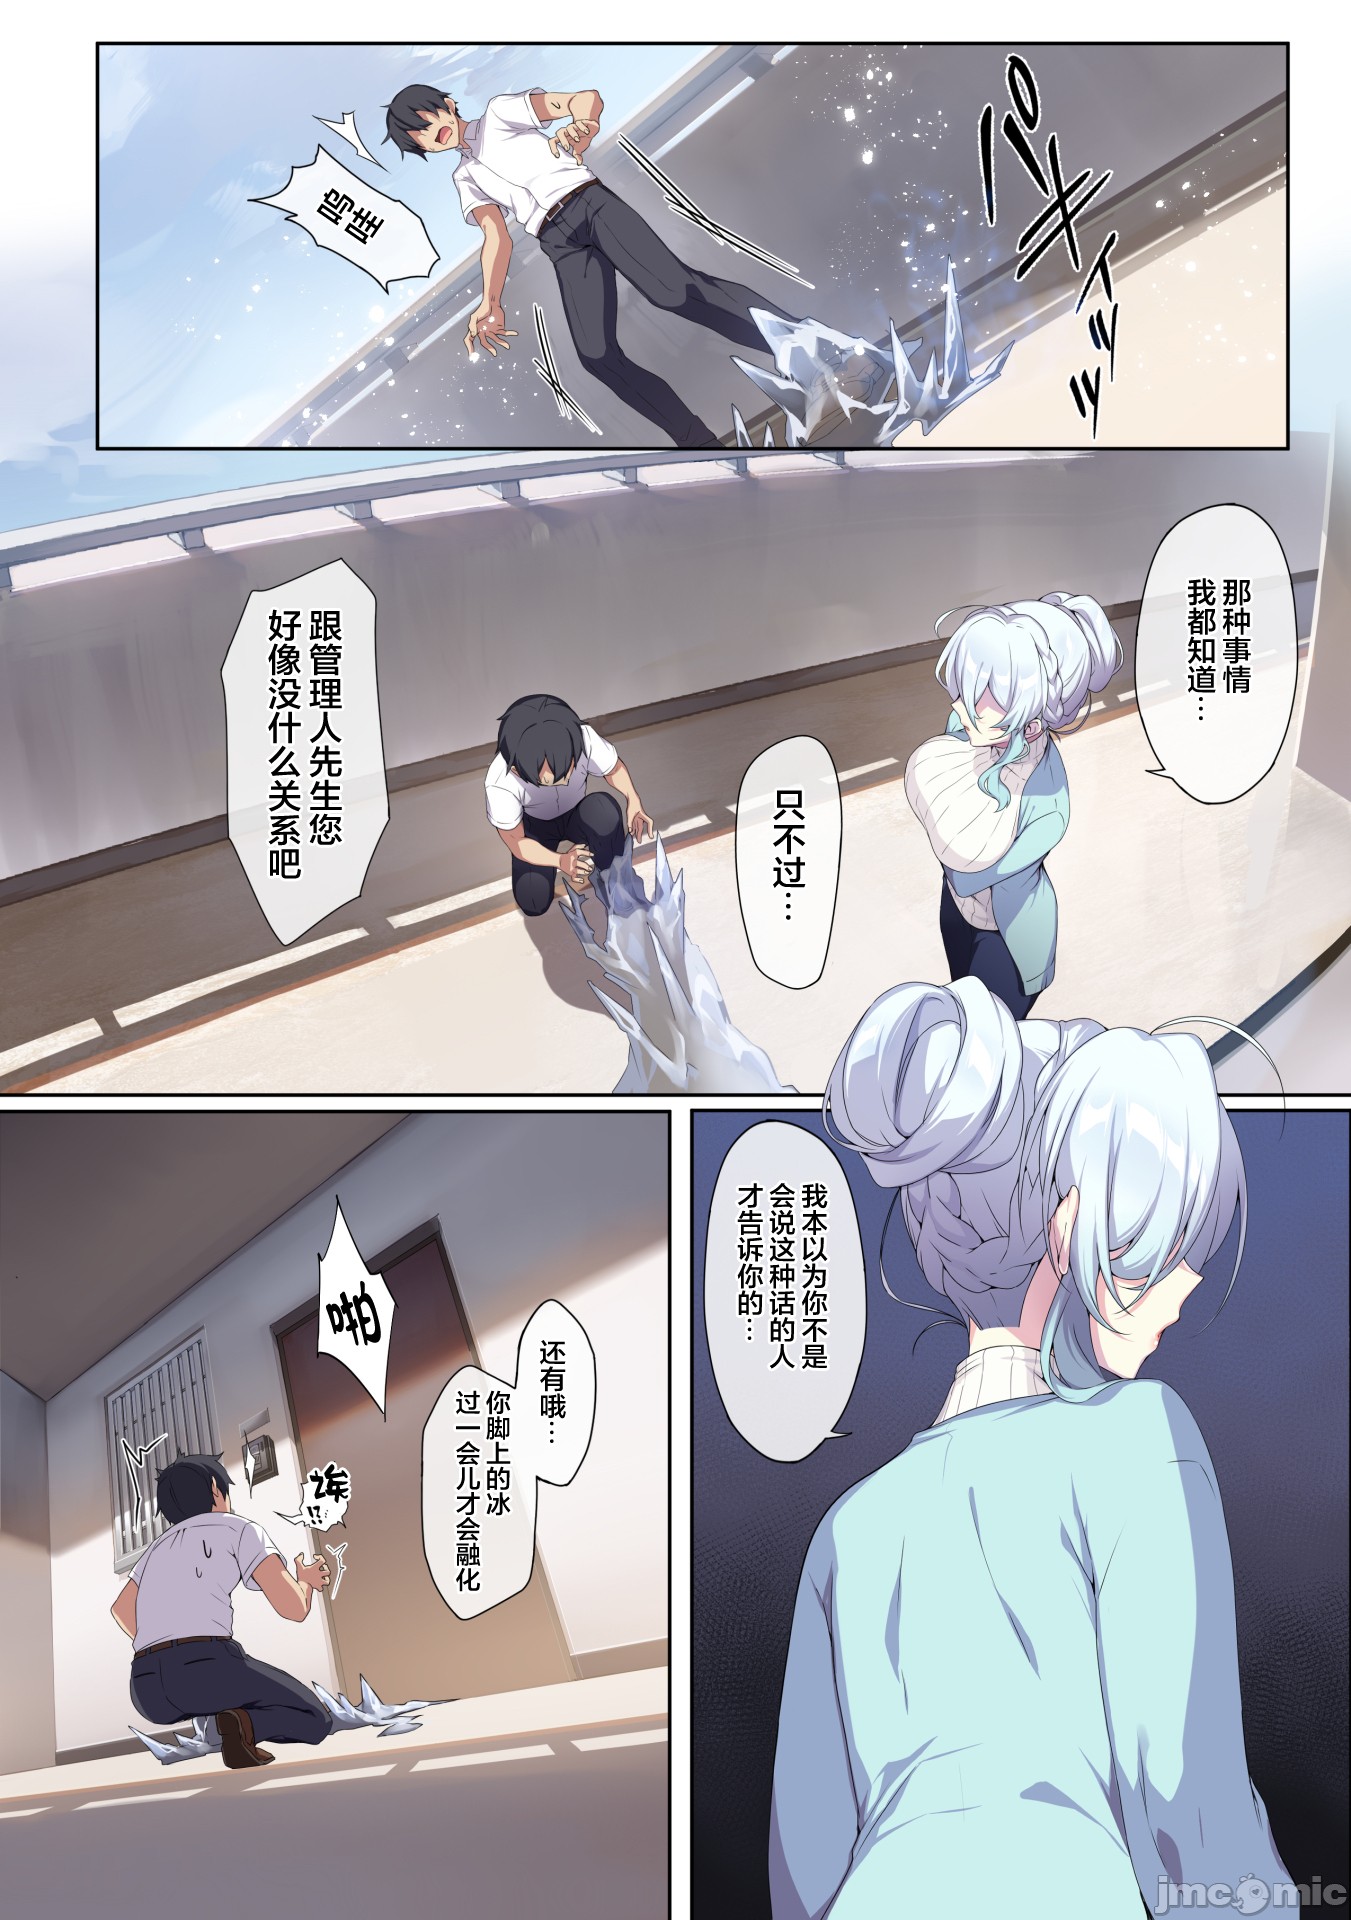 パキィッッ
呜哇
那种事情
我都知道…
只不过…
跟管理人先生您
好像没什么关系吧
我本以为你不是
会说这种话的人
才告诉你的…
还有哦…
你脚上的冰
过一会儿才会融化
啪
埃
!?
jmcomic